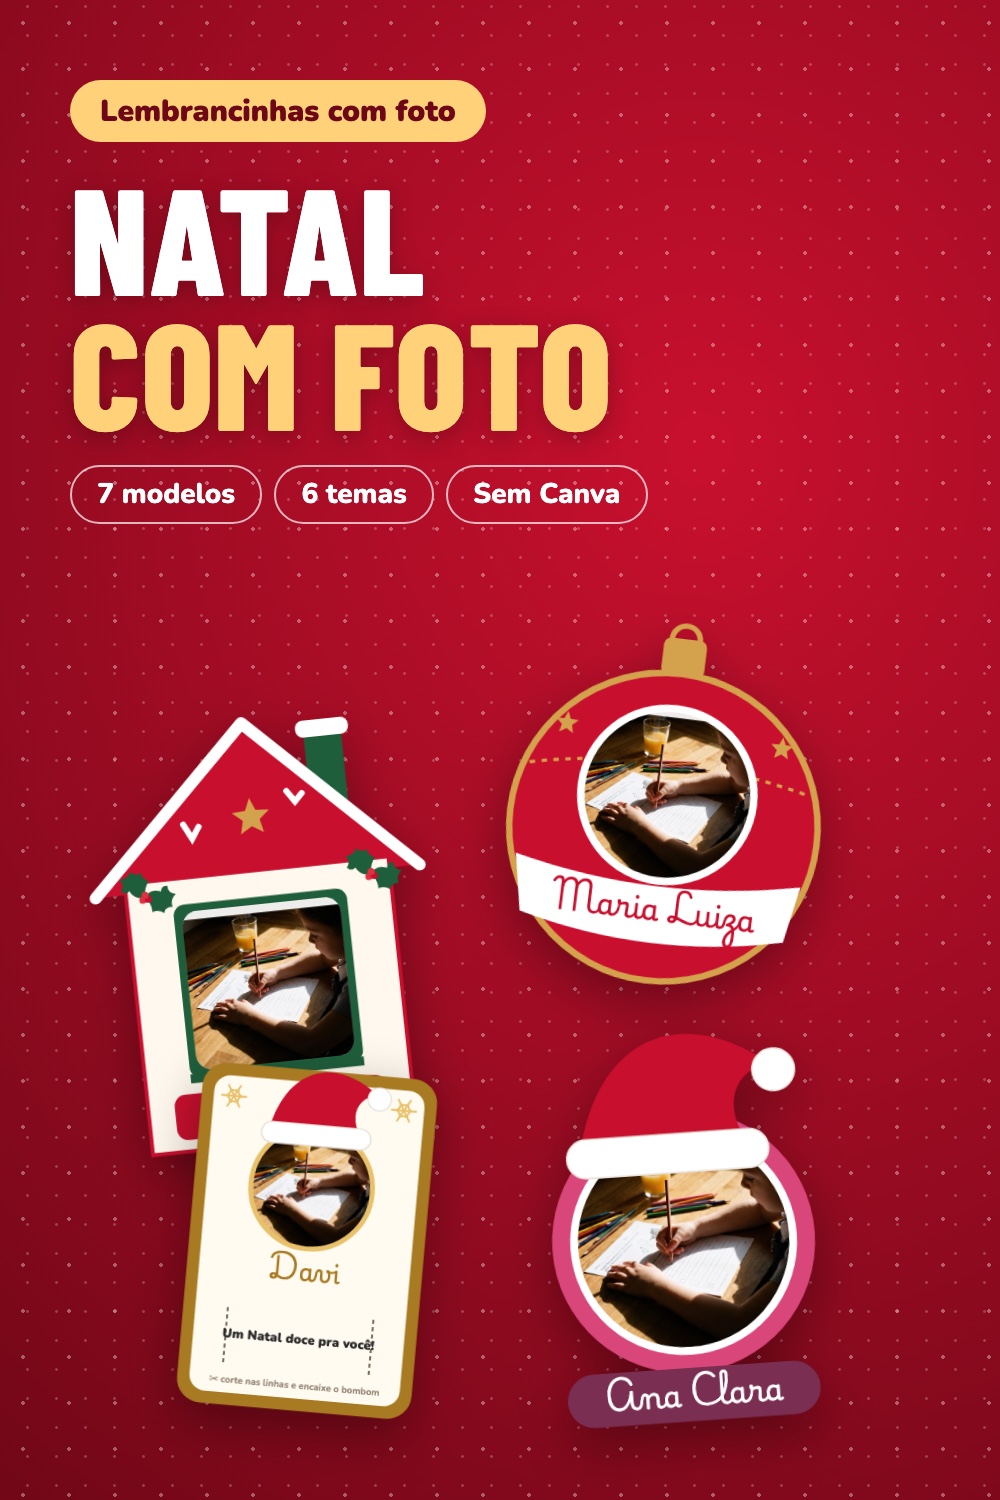 Lembrancinhas com foto
NATAL
COM FOTO
7 modelos
6 temas
Sem Canva
Maria Luiza
Davi
Um Natal doce pra você!
✂ corte nas linhas e encaixe o bombom
Ana Clara